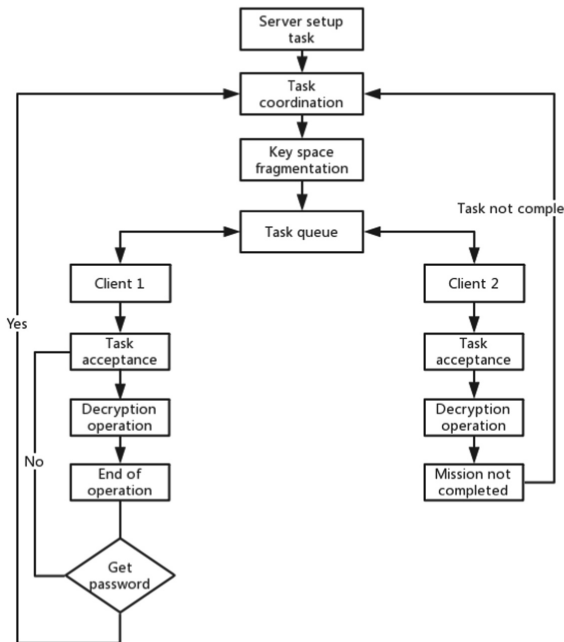 Server setup
task
Task
coordination
Key space
fragmentation
Task not comple
Task queue
Client 1
Client 2
Yes
Task
acceptance
Task
acceptance
Decryption
operation
Decryption
operation
No
End of
operation
Mission not
completed
Get
password